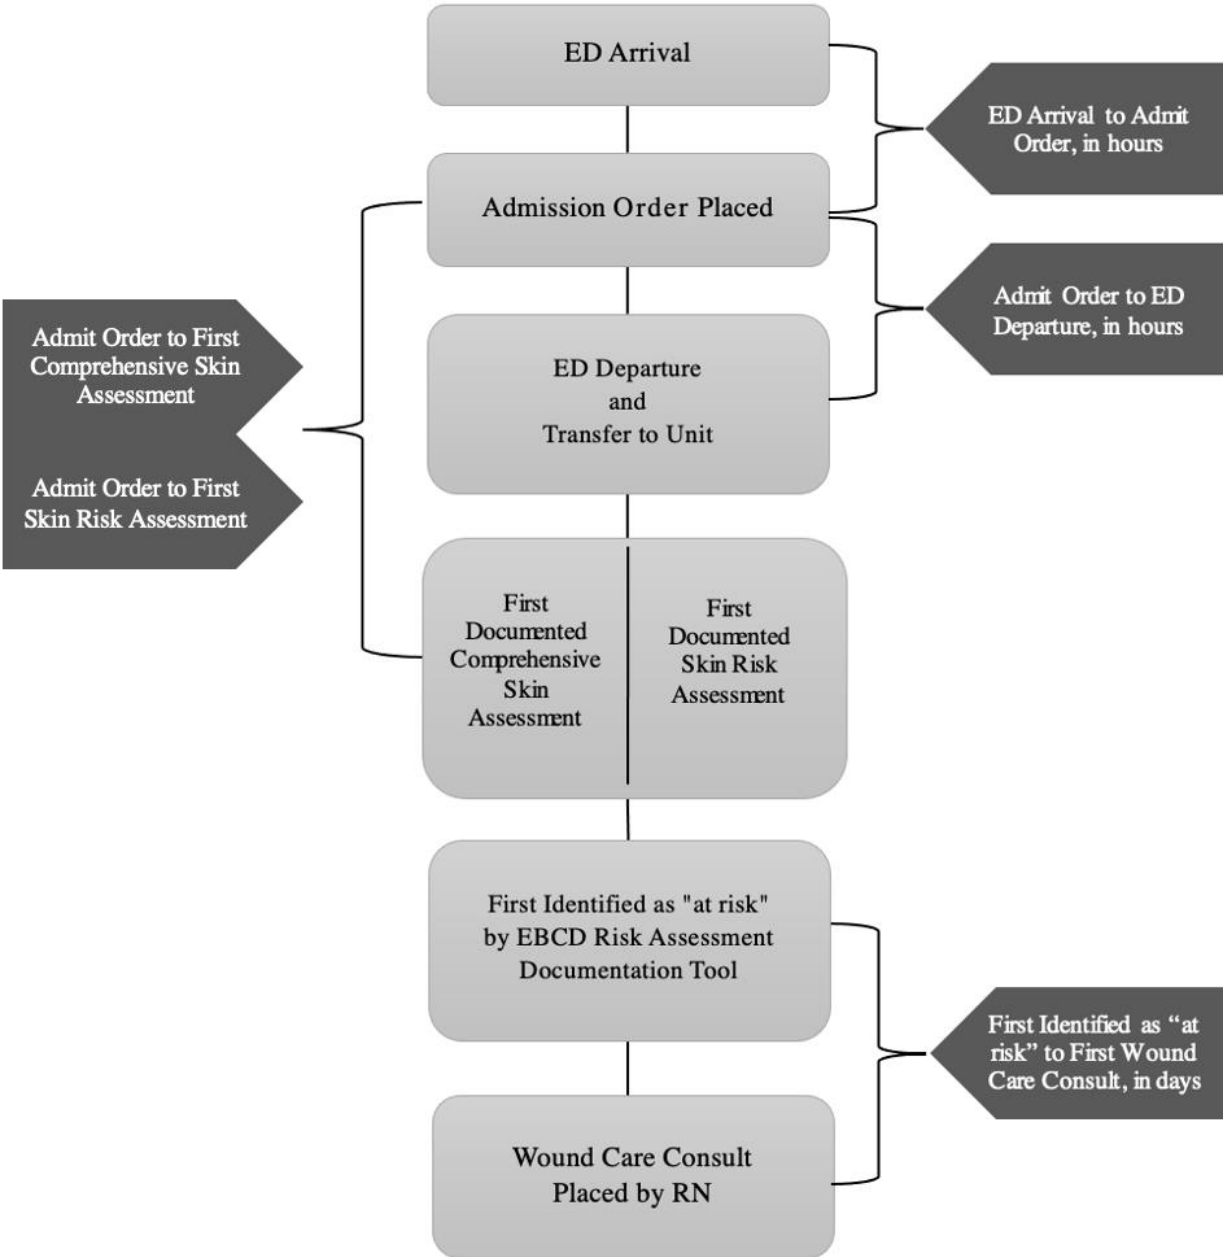 ED Arrival
ED Arrival to Admit
Order, in hours
Admission Order Placed
Admit Order to ED
Departure, in hours
Admit Order to First
Comprehensive Skin
Assessment
Admit Order to First
Skin Risk Assessment
ED Departure
and
Transfer to Unit
First
Documented
Comprehensive
Skin
Assessment
First
Documented
Skin Risk
Assessment
First Identified as "at risk"
by EBCD Risk Assessment
Documentation Tool
First Identified as “at
risk” to First Wound
Care Consult, in days
Wound Care Consult
Placed by RN